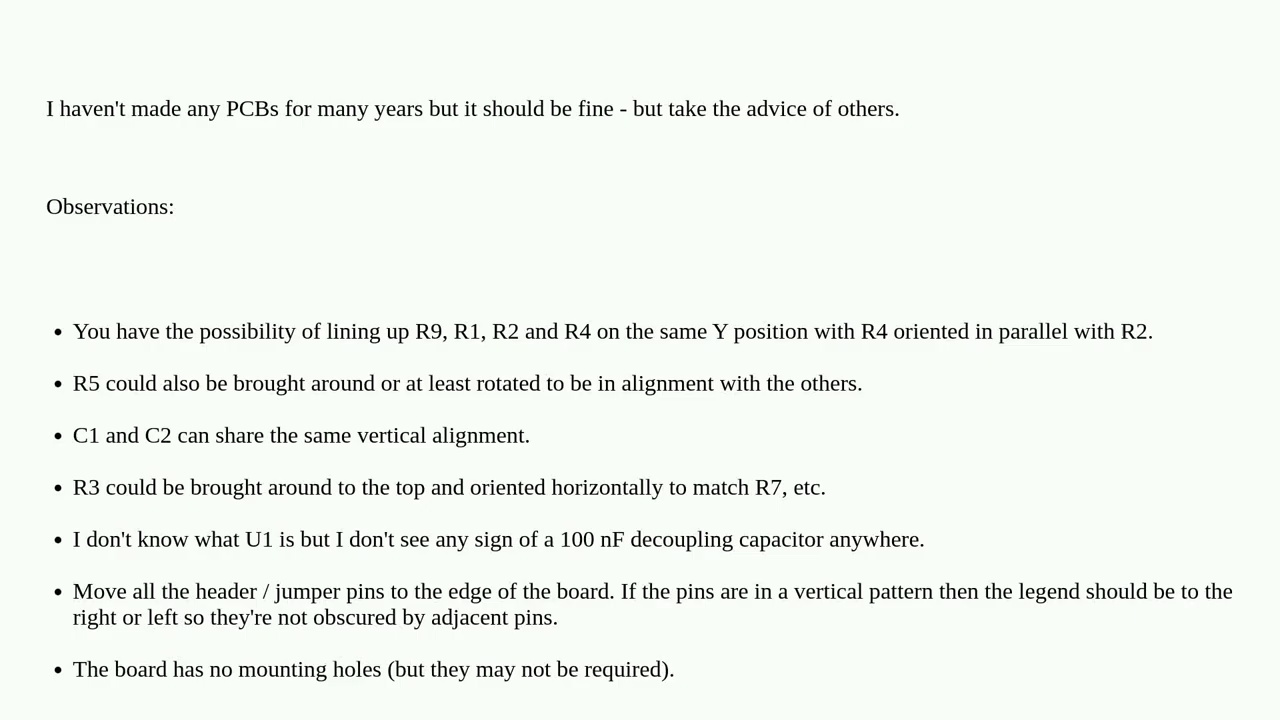 I haven't made any PCBs for many years but it should be fine - but take the advice of others.
Observations:
• You have the possibility of lining up R9, R1, R2 and R4 on the same Y position with R4 oriented in parallel with R2.
• R5 could also be brought around or at least rotated to be in alignment with the others.
• C1 and C2 can share the same vertical alignment.
• R3 could be brought around to the top and oriented horizontally to match R7, etc.
• I don't know what U1 is but I don't see any sign of a 100 nF decoupling capacitor anywhere.
• Move all the header / jumper pins to the edge of the board. If the pins are in a vertical pattern then the legend should be to the
right or left so they're not obscured by adjacent pins.
• The board has no mounting holes (but they may not be required).